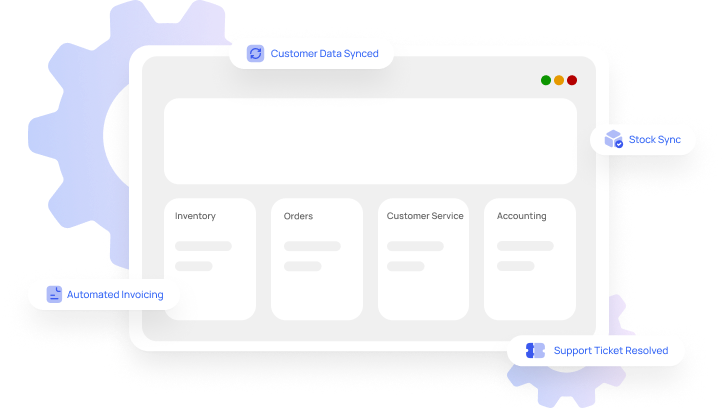 Customer Data Synced
Stock Sync
Inventory
Orders
Customer Service
Accounting
Automated Invoicing
Support Ticket Resolved